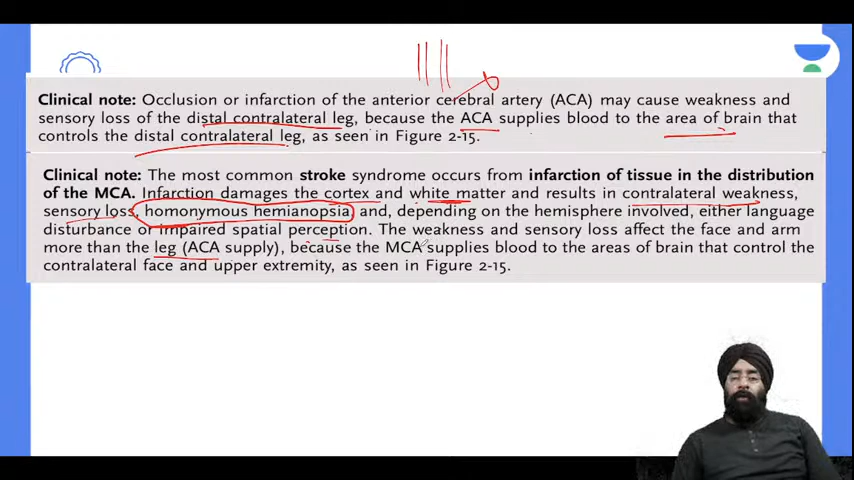 Clinical note: Occlusion or infarction of the anterior cerebral artery (ACA) may cause weakness and
sensory loss of the distal contralateral leg, because the ACA supplies blood to the area of brain that
controls the distal contralateral leg, as seen in Figure 2-15.
Clinical note: The most common stroke syndrome occurs from infarction of tissue in the distribution
of the MCA. Infarction damages the cortex and white matter and results in contralateral weakness,
sensory loss, homonymous hemianopsia, and, depending on the hemisphere involved, either language
disturbance or impaired spatial perception. The weakness and sensory loss affect the face and arm
more than the leg (ACA supply), because the MCA supplies blood to the areas of brain that control the
contralateral face and upper extremity, as seen in Figure 2-15.